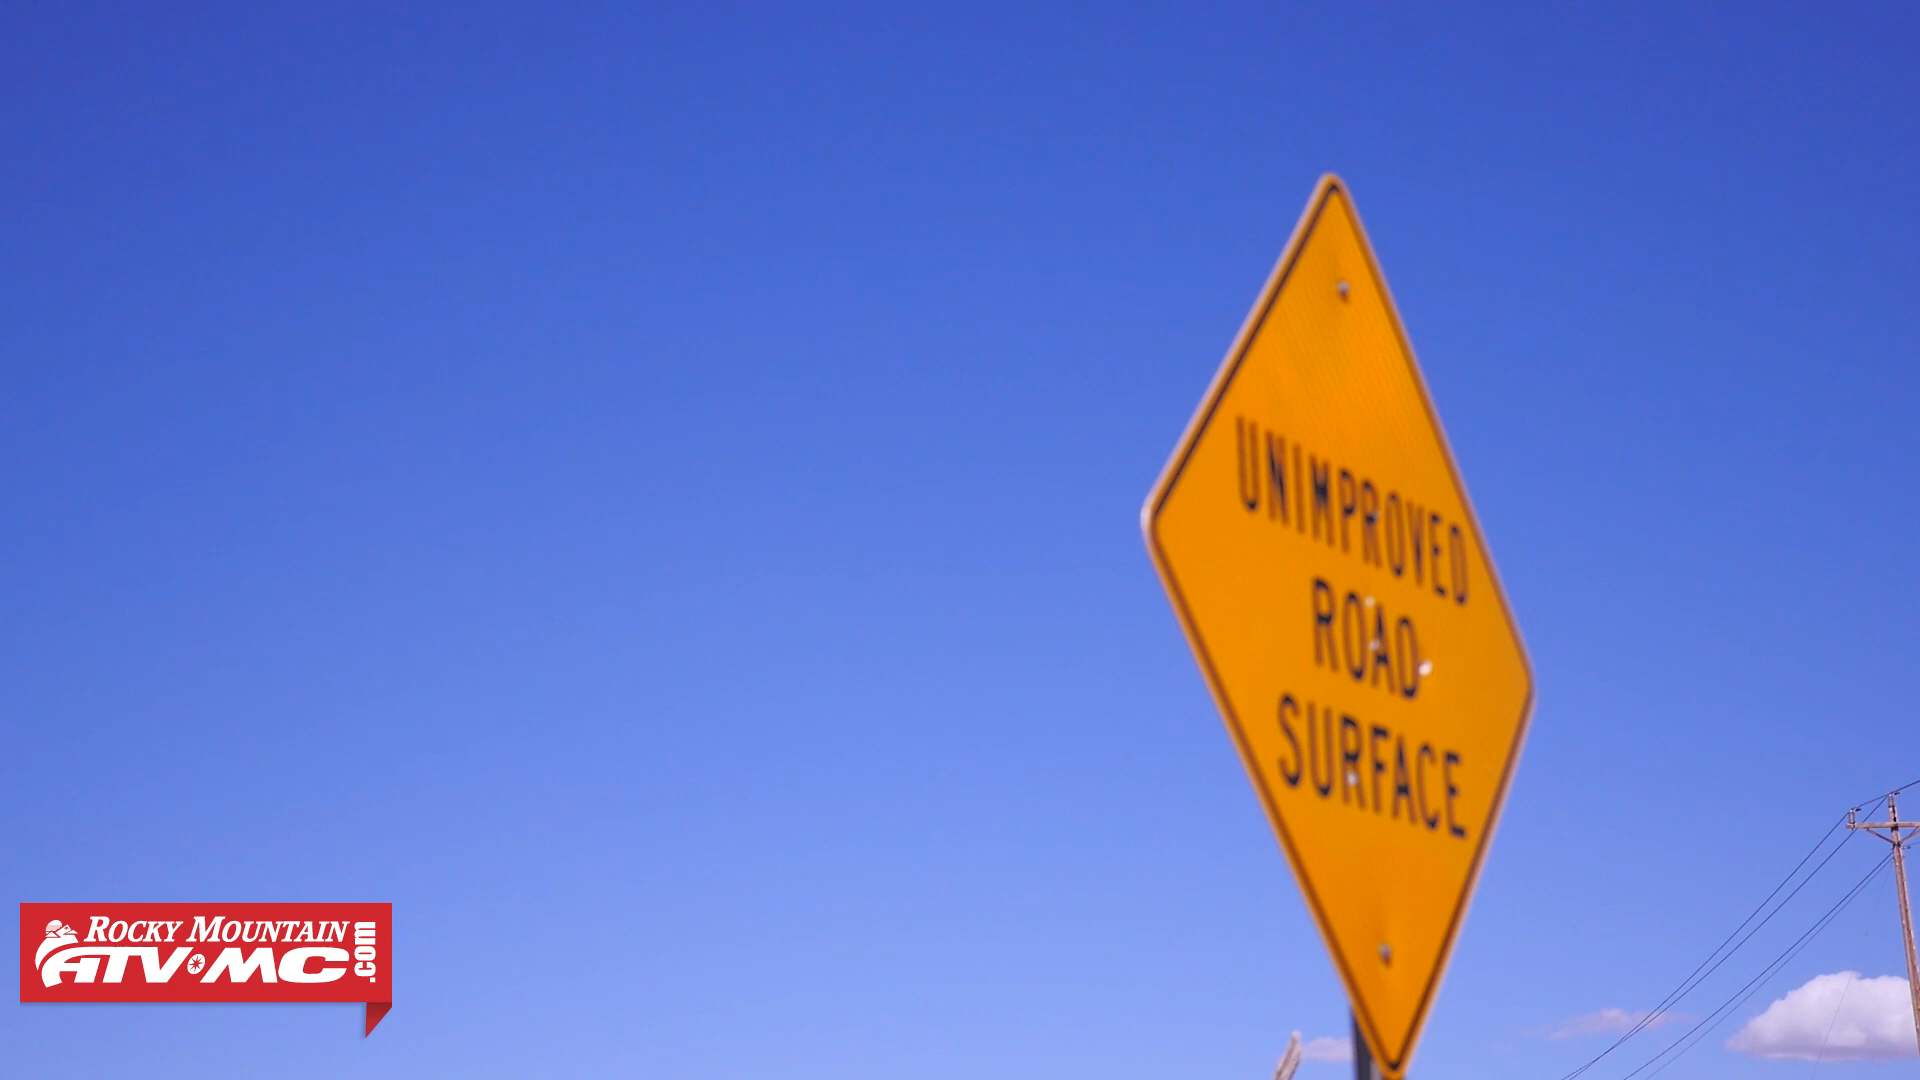 UNIMPROVED
ROAD
SURFACE
ROCKY MOUNTAIN
ATV MC .com